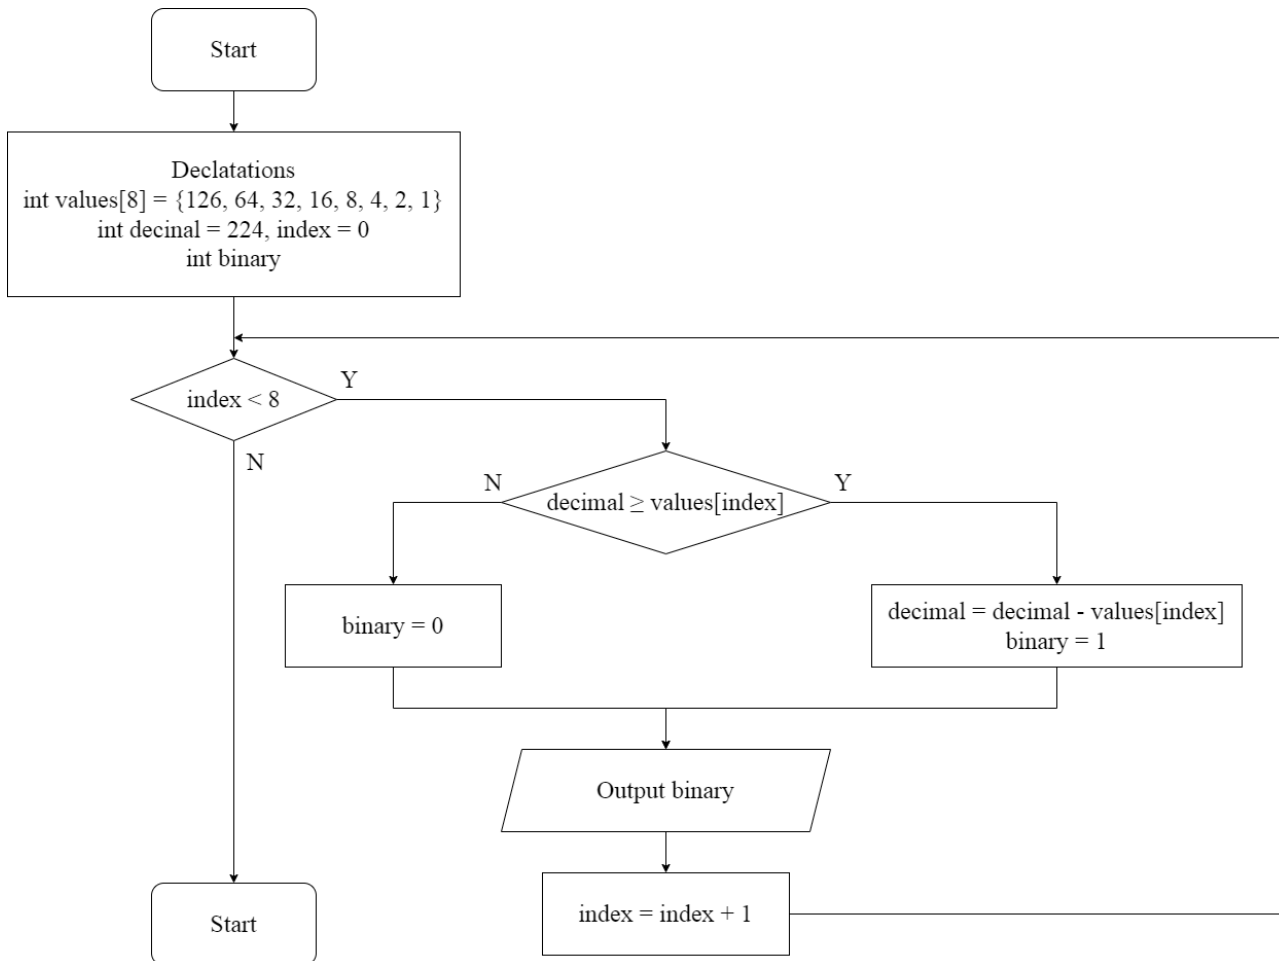 Start
Declatations
int values[8] = {126, 64, 32, 16, 8, 4, 2, 1}
int decinal = 224, index = 0
int binary
index < 8
Y
N
N
decimal ≥ values[index]
Y
binary = 0
decimal = decimal - values[index]
binary = 1
Output binary
index = index + 1
Start